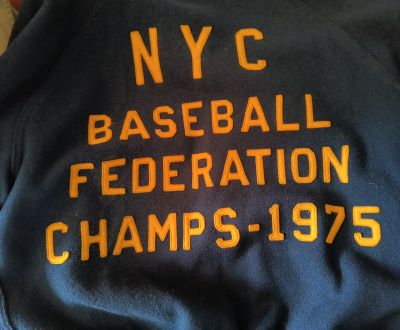 NYC
BASEBALL
FEDERATION
CHAMPS-1975